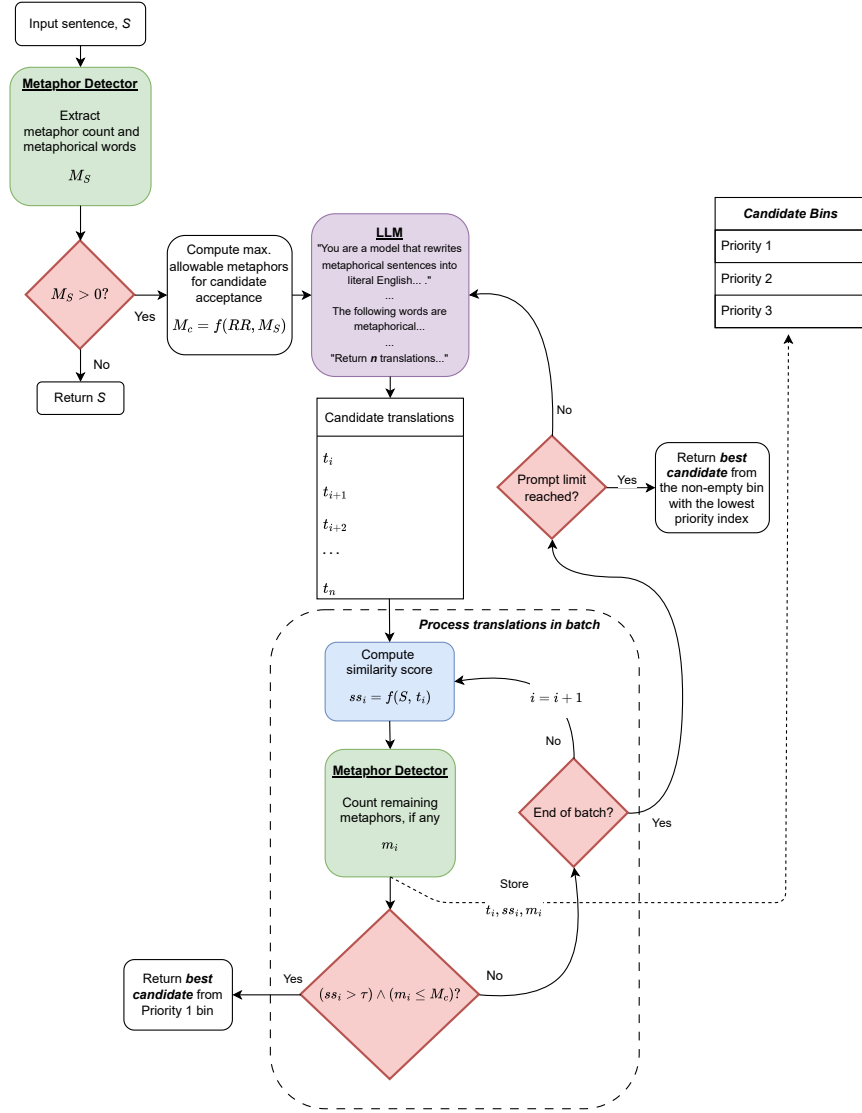 Input sentence, S
Metaphor Detector
Extract
metaphor count and
metaphorical words
M_S
M_S > 0?
Yes
No
Return S
Compute max.
allowable metaphors
for candidate
acceptance
M_c = f(RR, M_S)
LLM
"You are a model that rewrites
metaphorical sentences into
literal English... ."
...
The following words are
metaphorical...
...
"Return n translations..."
Candidate Bins
Priority 1
Priority 2
Priority 3
Candidate translations
t_i
t_{i+1}
t_{i+2}
...
t_n
No
Prompt limit
reached?
Yes
Return best
candidate from
the non-empty bin
with the lowest
priority index
Process translations in batch
Compute
similarity score
ss_i = f(S, t_i)
i = i + 1
No
Metaphor Detector
Count remaining
metaphors, if any
m_i
End of batch?
Yes
Store
t_i, ss_i, m_i
(ss_i > τ) ∧ (m_i ≤ M_c)?
No
Yes
Return best
candidate from
Priority 1 bin